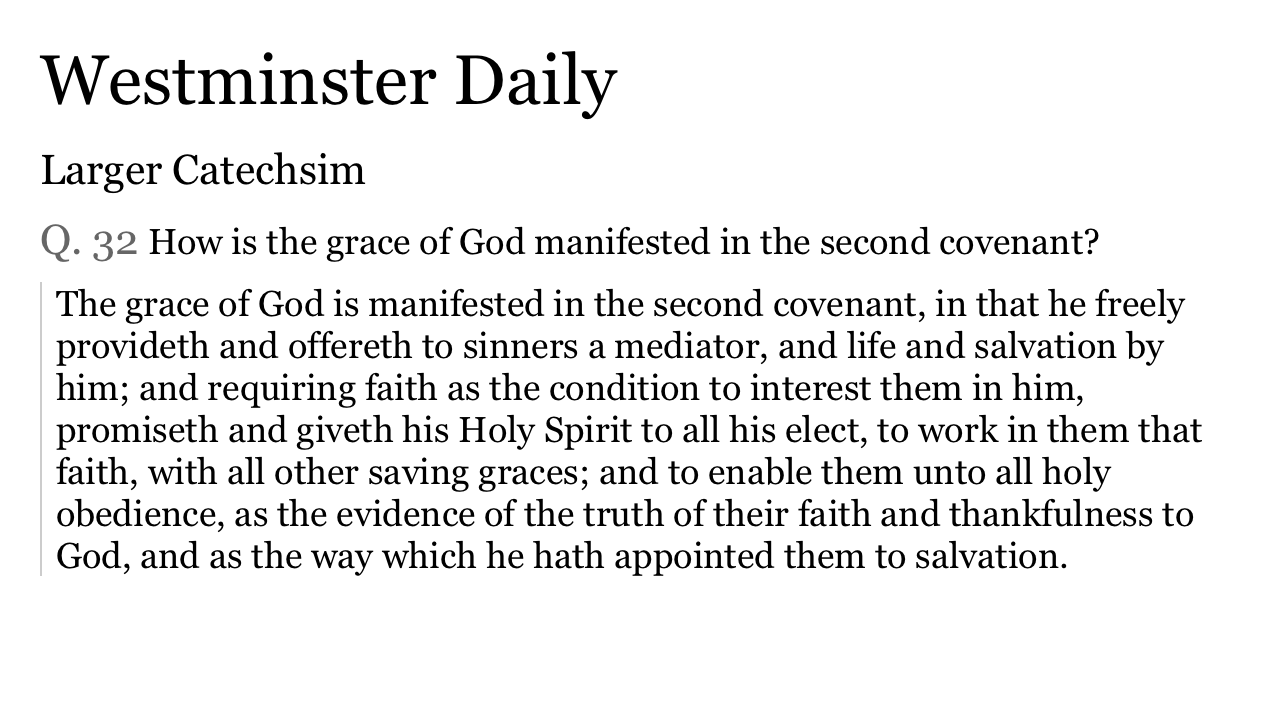 Westminster Daily
Larger Catechsim
Q. 32 How is the grace of God manifested in the second covenant?
The grace of God is manifested in the second covenant, in that he freely
provideth and offereth to sinners a mediator, and life and salvation by
him; and requiring faith as the condition to interest them in him,
promiseth and giveth his Holy Spirit to all his elect, to work in them that
faith, with all other saving graces; and to enable them unto all holy
obedience, as the evidence of the truth of their faith and thankfulness to
God, and as the way which he hath appointed them to salvation.